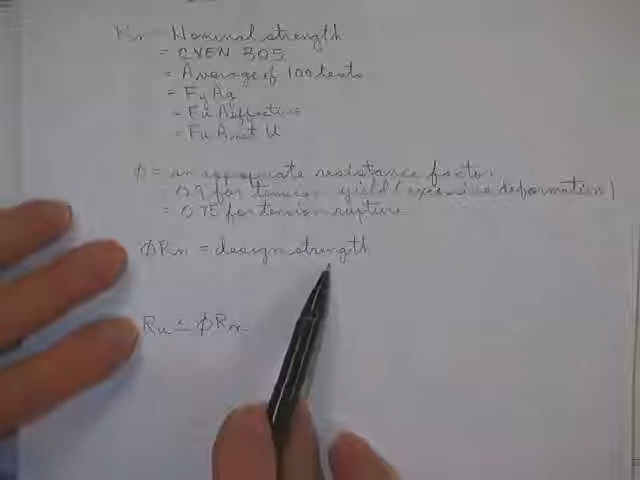 Rn = Nominal strength
= CVEN 305
= Average of 100 tests
= Fy Ag
= Fu Aeffective
= Fu Anet U
φ = an appropriate resistance factor
= 0.9 for tension yield (excessive deformation)
= 0.75 for tension rupture
φRn = design strength
Ru ≤ φRn